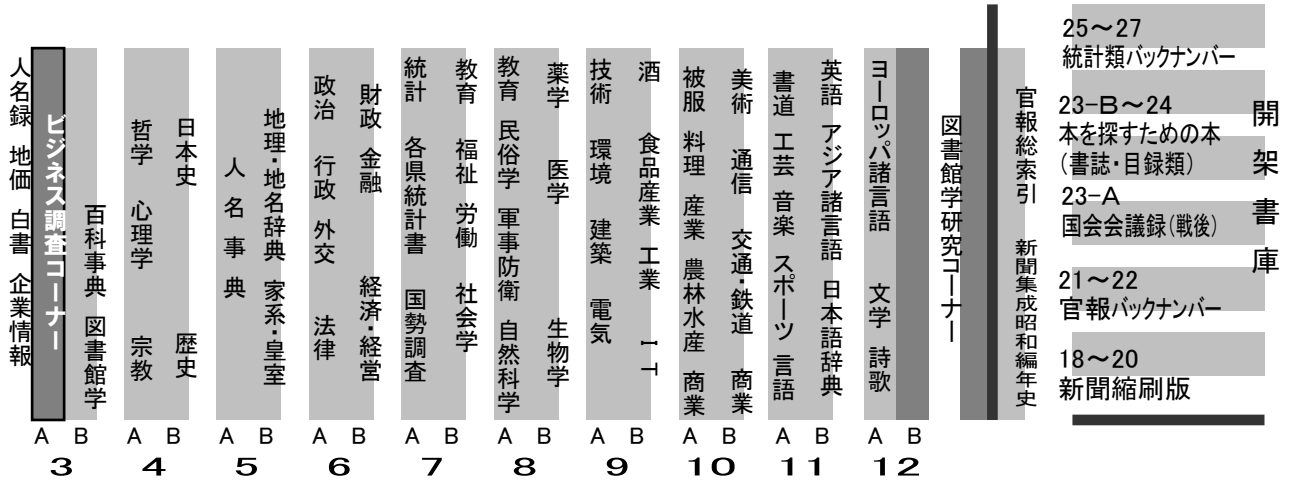 人名録 地価 白書 企業情報
ビジネス調査コーナー
百科事典 図書館学
A B
3
哲学 心理学 宗教
日本史 歴史
A B
4
人名事典
地理・地名辞典 家系・皇室
A B
5
政治 行政 外交 法律
財政 金融 経済・経営
A B
6
統計 各県統計書 国勢調査
教育 福祉 労働 社会学
A B
7
教育 民俗学 軍事防衛 自然科学
薬学 医学 生物学
A B
8
技術 環境 建築 電気
酒 食品産業 工業 IT
A B
9
被服 料理 産業 農林水産 商業
美術 通信 交通・鉄道 商業
A B
10
書道 工芸 音楽 スポーツ 言語
英語 アジア諸言語 日本語辞典
A B
11
ヨーロッパ諸言語 文学 詩歌
A B
12
図書館学研究コーナー
官報総索引 新聞集成昭和編年史
25～27
統計類バックナンバー
23-B～24
本を探すための本
(書誌・目録類)
23-A
国会会議録(戦後)
21～22
官報バックナンバー
18～20
新聞縮刷版
開架書庫